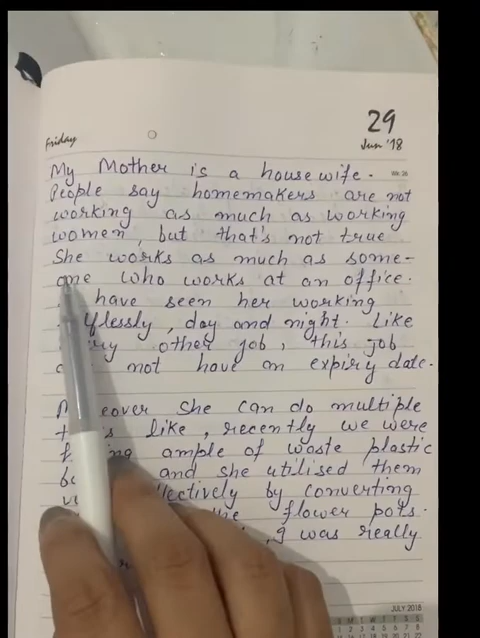 Friday
29
Jun '18
My Mother is a housewife.
People say homemakers are not
working as much as working
women, but that's not true
She works as much as some-
one who works at an office.
have seen her working
day and night. Like
other job, this job
not have an expiry date.
she can do multiple
like, recently we were
ample of waste plastic
and she utilised them
by converting
flower pots.
, I was really
JULY 2018
S M T W T F S